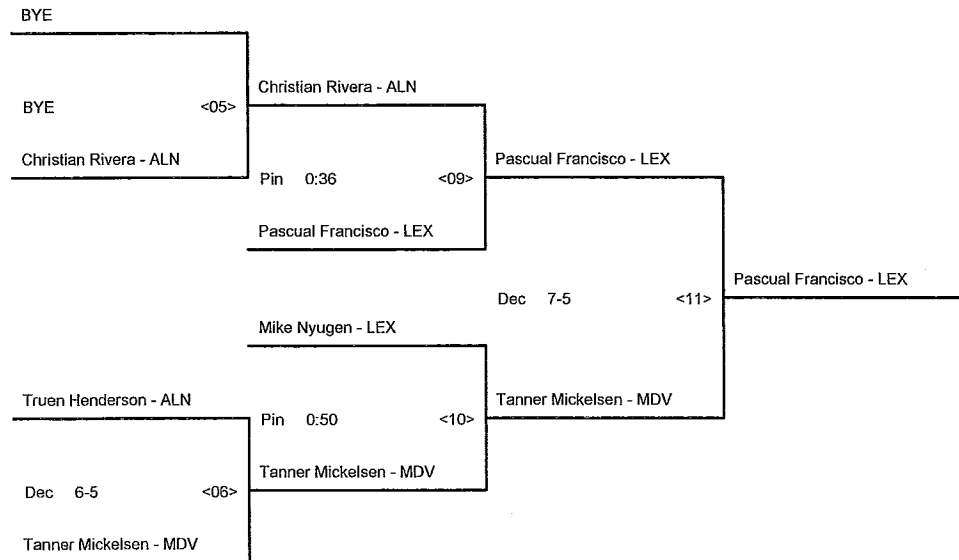 BYE
BYE <05>
Christian Rivera - ALN
Christian Rivera - ALN
Pin 0:36 <09>
Pascual Francisco - LEX
Pascual Francisco - LEX
Dec 7-5 <11>
Pascual Francisco - LEX
Mike Nyugen - LEX
Truen Henderson - ALN
Pin 0:50 <10>
Tanner Mickelsen - MDV
Tanner Mickelsen - MDV
Dec 6-5 <06>
Tanner Mickelsen - MDV